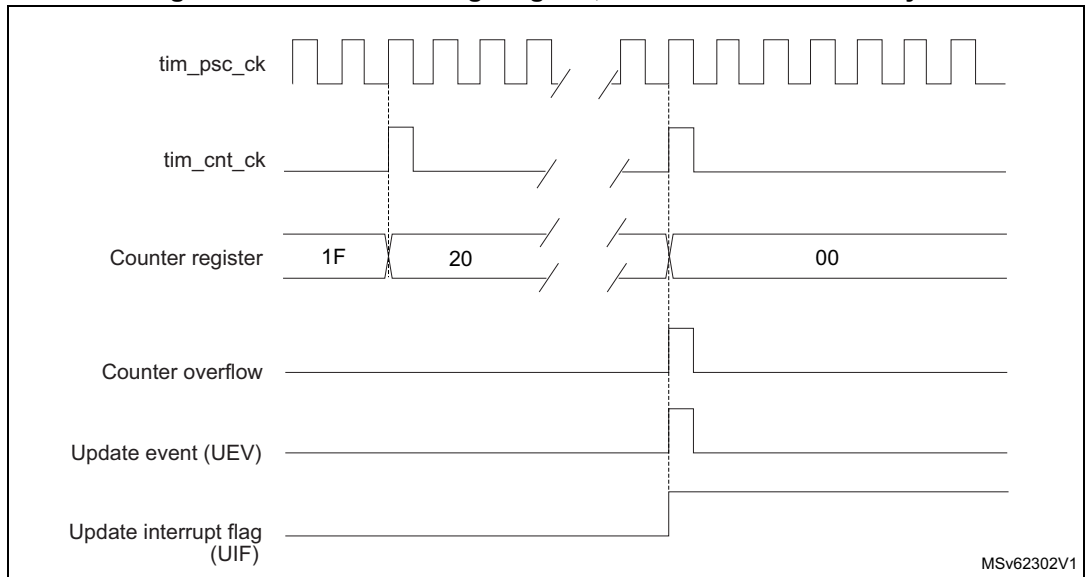 tim_psc_ck
tim_cnt_ck
Counter register
1F
20
00
Counter overflow
Update event (UEV)
Update interrupt flag
(UIF)
MSv62302V1